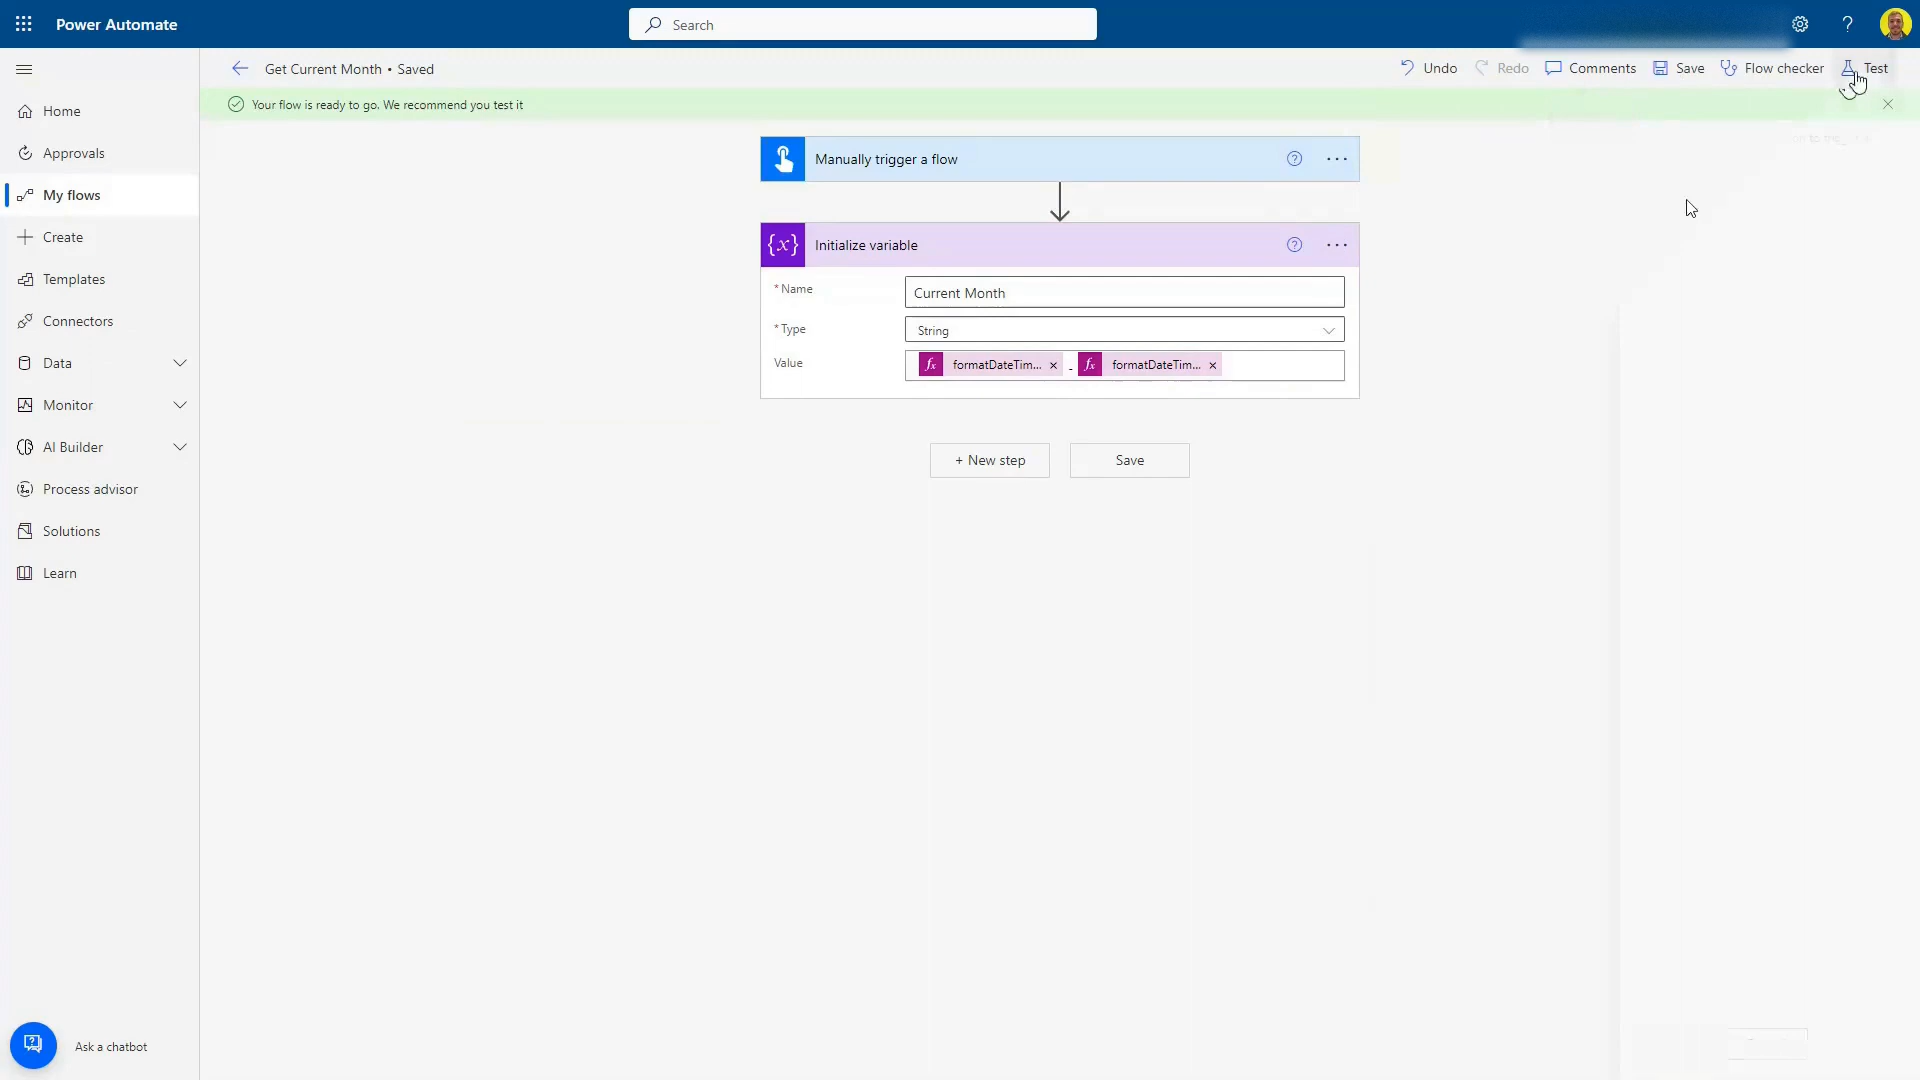 Power Automate
Search
Get Current Month • Saved
Undo
Redo
Comments
Save
Flow checker
Test
Your flow is ready to go. We recommend you test it
Home
Approvals
My flows
Create
Templates
Connectors
Data
Monitor
AI Builder
Process advisor
Solutions
Learn
Manually trigger a flow
{x} Initialize variable
* Name
Current Month
* Type
String
Value
fx formatDateTim... × - fx formatDateTim... ×
+ New step
Save
Ask a chatbot